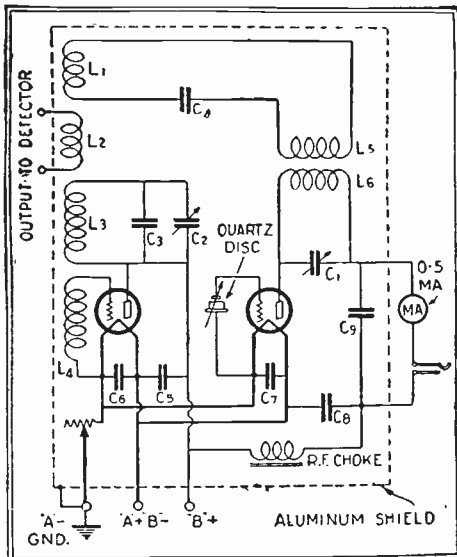 L1
C8
L5
L6
L2
OUTPUT TO DETECTOR
L3
C3
C2
QUARTZ
DISC
C1
0.5
MA
MA
C9
L4
C6
C5
C7
C8
R.F. CHOKE
"A"-
GND.
"A+"B"-
"B"+
ALUMINUM SHIELD